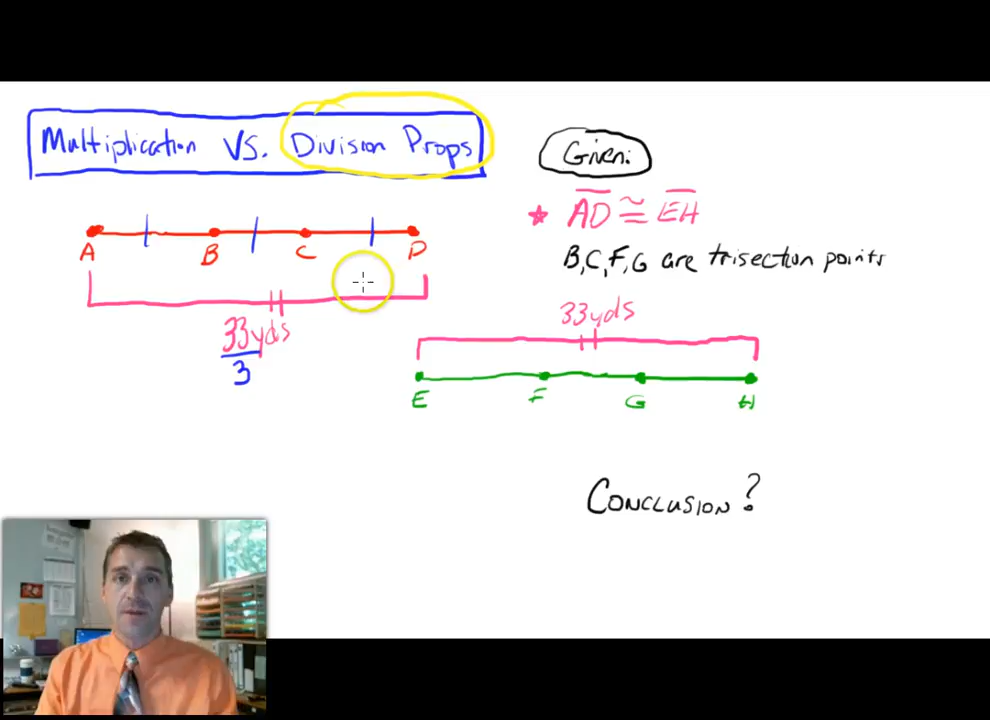 Multiplication VS. Division Props
Given:
★ AD ≅ EH
B, C, F, G are trisection points
A B C D
33yds
3
33yds
E F G H
CONCLUSION?